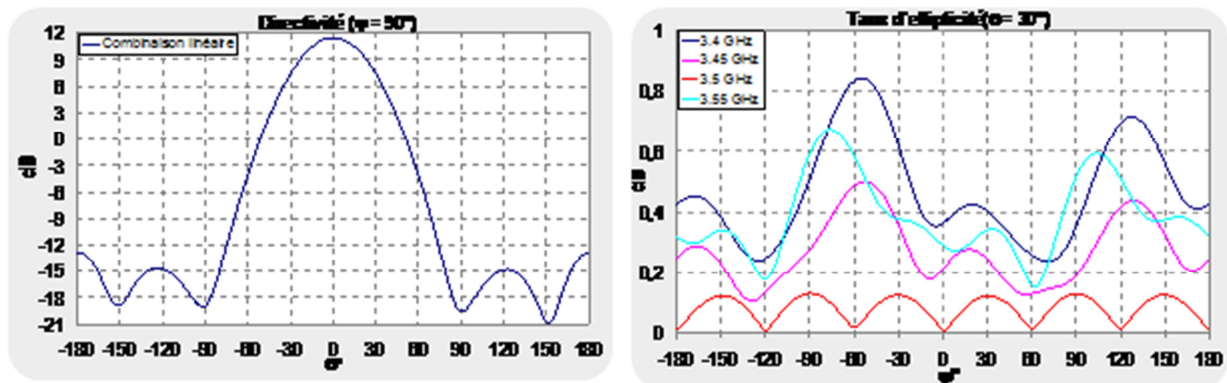 Directivité (φ = 90°)
Combinaison linéaire
dB
12
9
6
3
0
-3
-6
-9
-12
-15
-18
-21
-180 -150 -120 -90 -60 -30 0 30 60 90 120 150 180
θ°
Taux d'ellipticité(θ = 30°)
3.4 GHz
3.45 GHz
3.5 GHz
3.55 GHz
dB
1
0,8
0,6
0,4
0,2
0
-180 -150 -120 -90 -60 -30 0 30 60 90 120 150 180
φ°